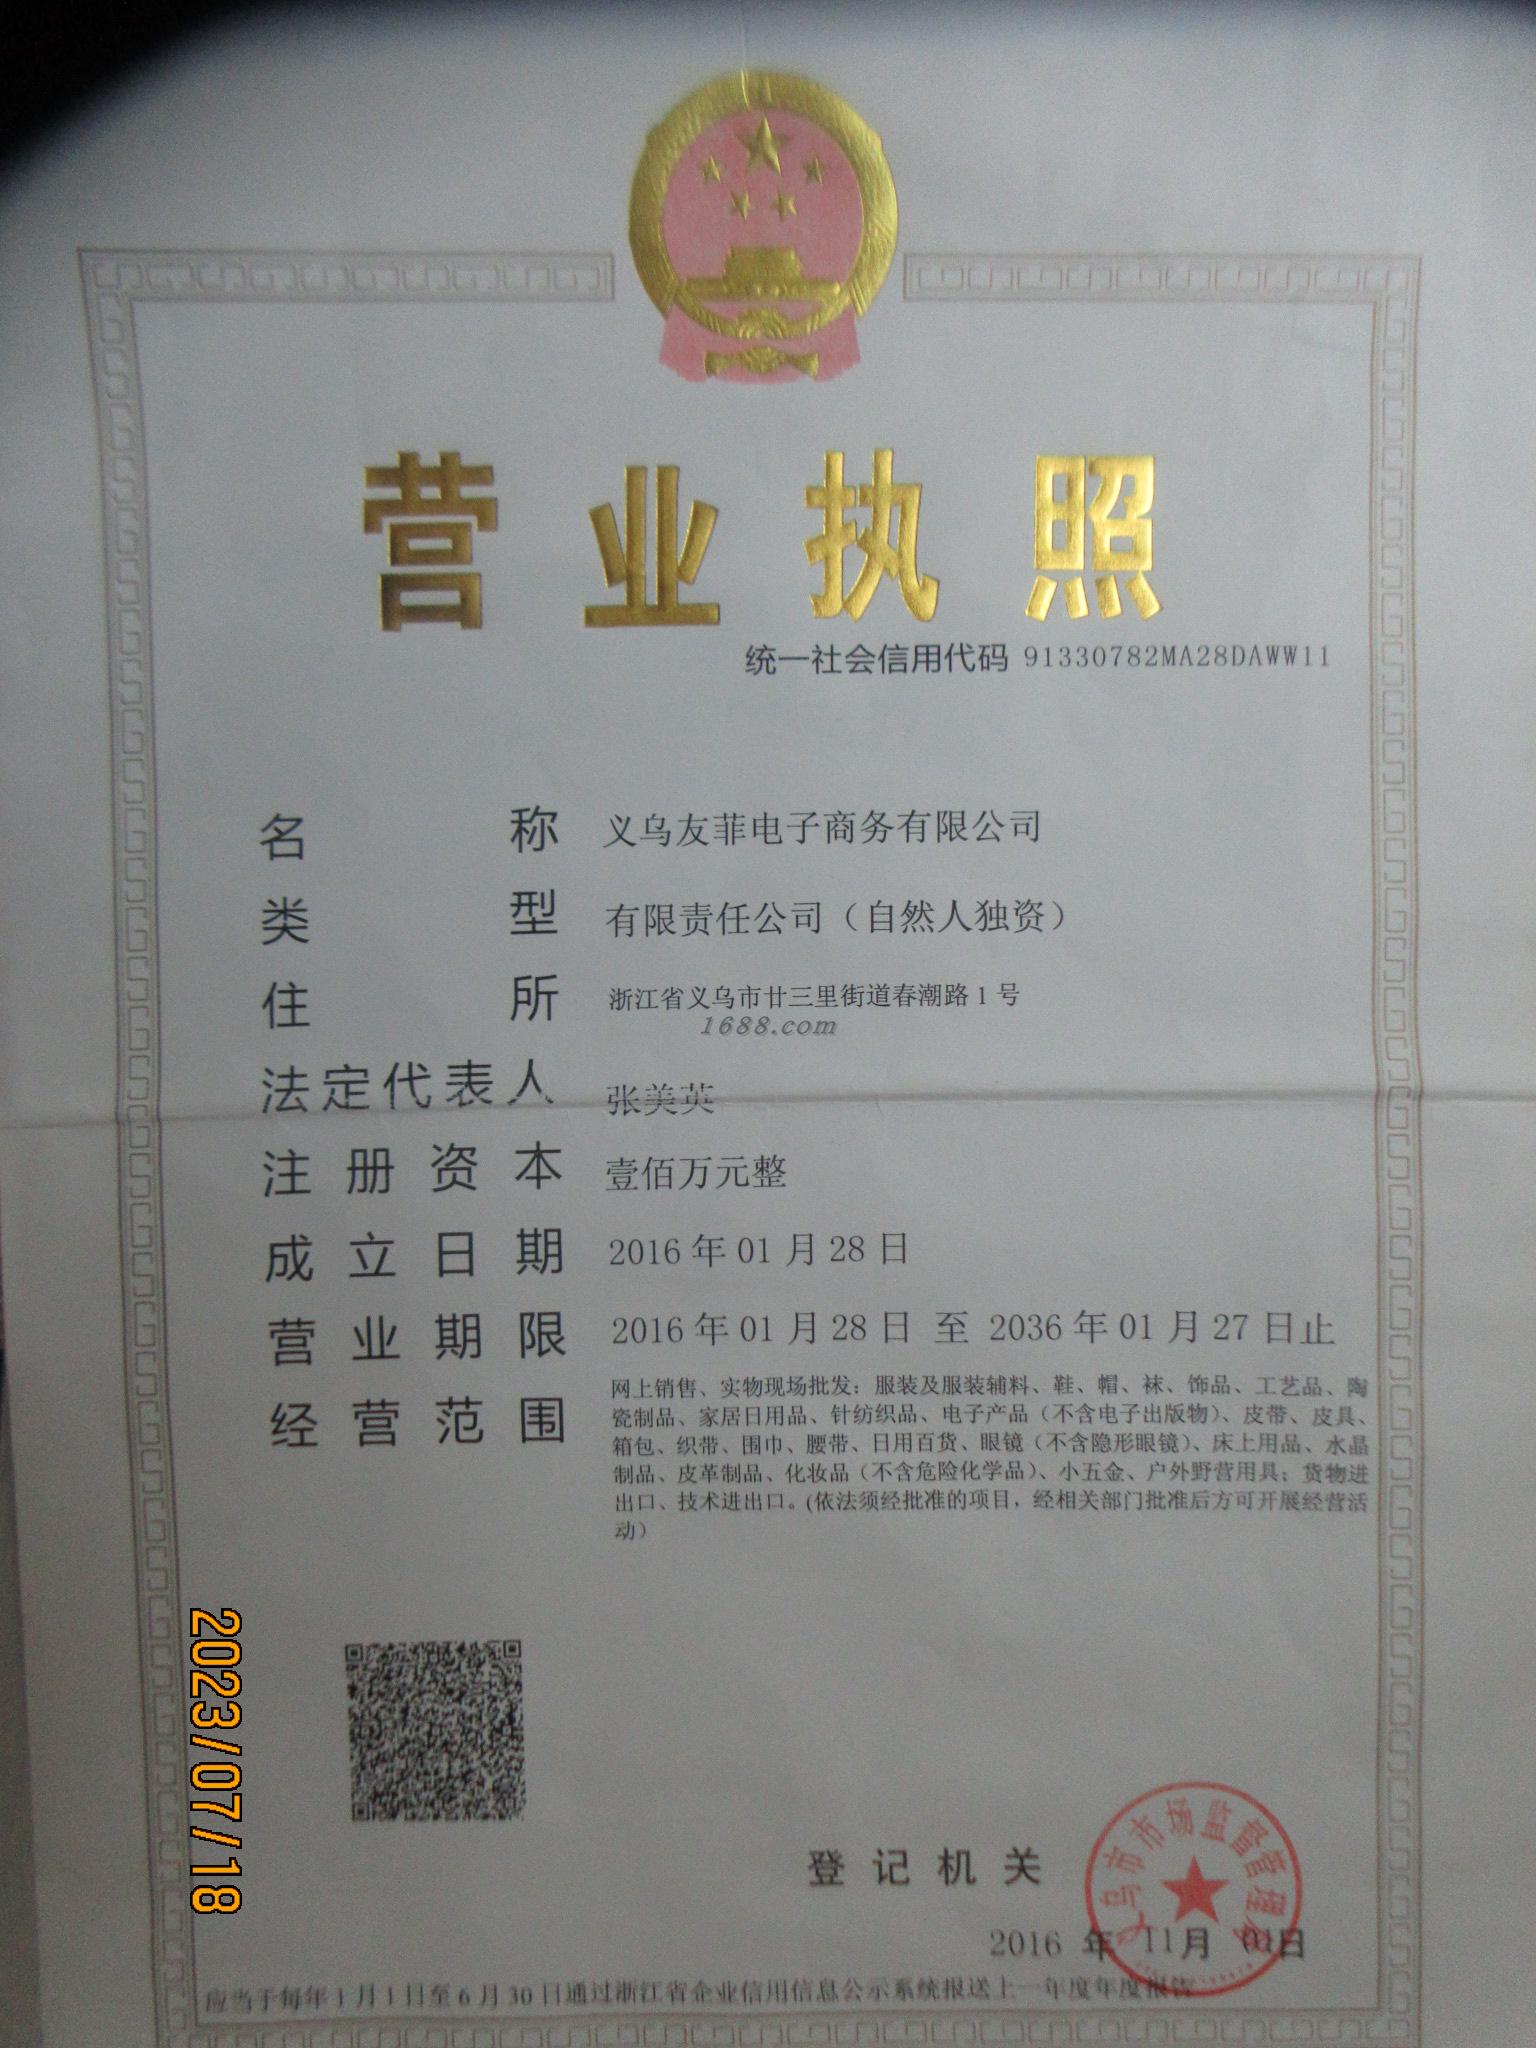 营业执照
统一社会信用代码 91330782MA28DAWW11
名称 义乌友菲电子商务有限公司
类型 有限责任公司（自然人独资）
住所 浙江省义乌市廿三里街道春潮路1号
1688.com
法定代表人 张美英
注册资本 壹佰万元整
成立日期 2016年01月28日
营业期限 2016年01月28日 至 2036年01月27日止
经营范围 网上销售、实物现场批发：服装及服装辅料、鞋、帽、袜、饰品、工艺品、陶
瓷制品、家居日用品、针纺织品、电子产品（不含电子出版物）、皮带、皮具、
箱包、织带、围巾、腰带、日用百货、眼镜（不含隐形眼镜）、床上用品、水晶
制品、皮革制品、化妆品（不含危险化学品）、小五金、户外野营用具；货物进
出口、技术进出口。(依法须经批准的项目，经相关部门批准后方可开展经营活
动）
2023/07/18
登记机关
义乌市市场监督管理局
2016 年 11月 01日
应当于每年1月1日至6月30日通过浙江省企业信用信息公示系统报送上一年度年度报告